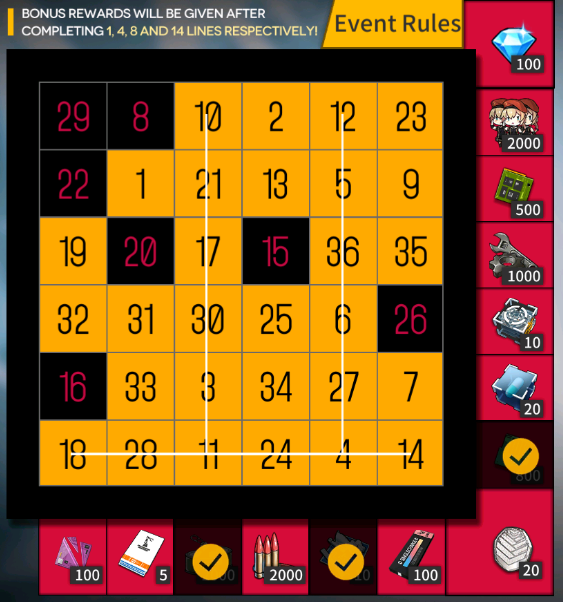 BONUS REWARDS WILL BE GIVEN AFTER
COMPLETING 1, 4, 8 AND 14 LINES RESPECTIVELY!
Event Rules
100
29 8 10 2 12 23
2000
22 1 21 13 5 9
500
19 20 17 15 36 35
1000
32 31 30 25 6 26
10
16 33 3 34 27 7
20
18 28 11 24 4 14
800
100 5 2000 100 20